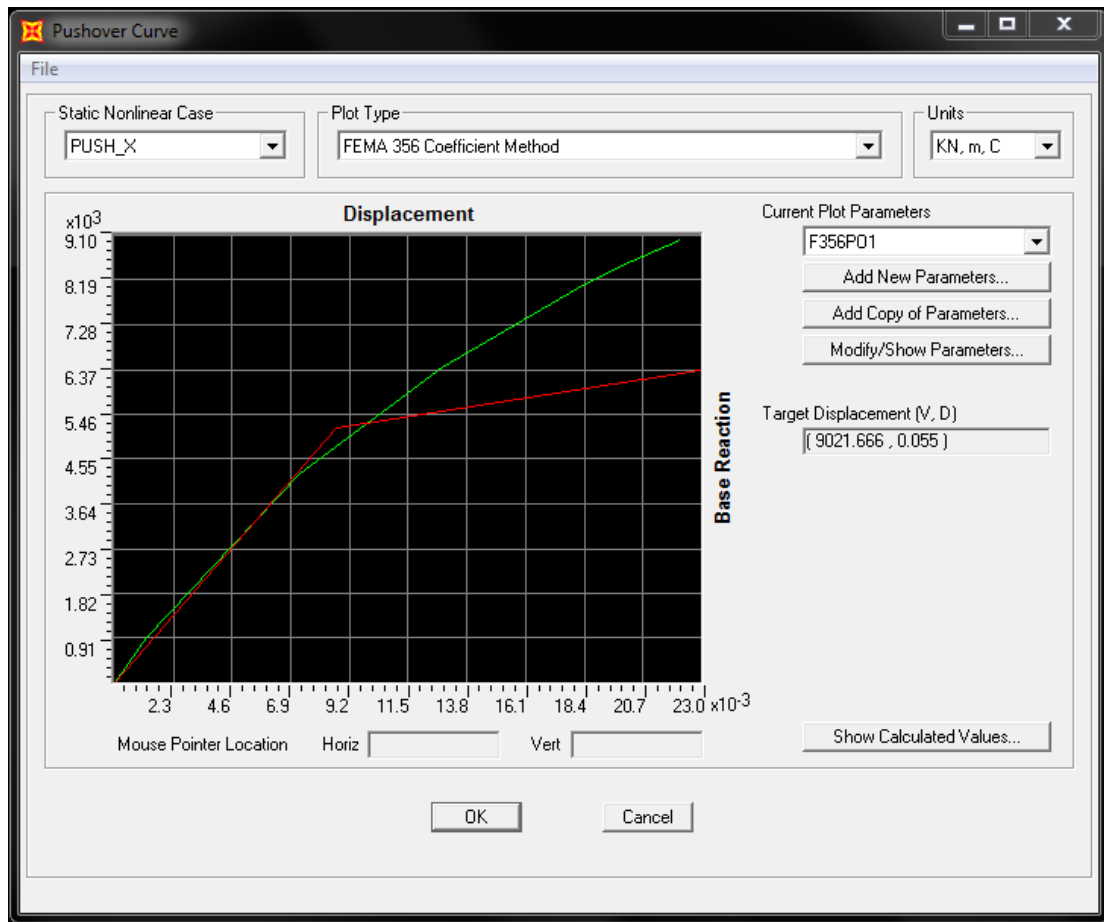 Pushover Curve
File
Static Nonlinear Case
PUSH_X
Plot Type
FEMA 356 Coefficient Method
Units
KN, m, C
Displacement
x10³
9.10
8.19
7.28
6.37
5.46
4.55
3.64
2.73
1.82
0.91
2.3 4.6 6.9 9.2 11.5 13.8 16.1 18.4 20.7 23.0 x10⁻³
Base Reaction
Mouse Pointer Location Horiz Vert
Current Plot Parameters
F356PO1
Add New Parameters...
Add Copy of Parameters...
Modify/Show Parameters...
Target Displacement (V, D)
( 9021.666 , 0.055 )
Show Calculated Values...
OK Cancel